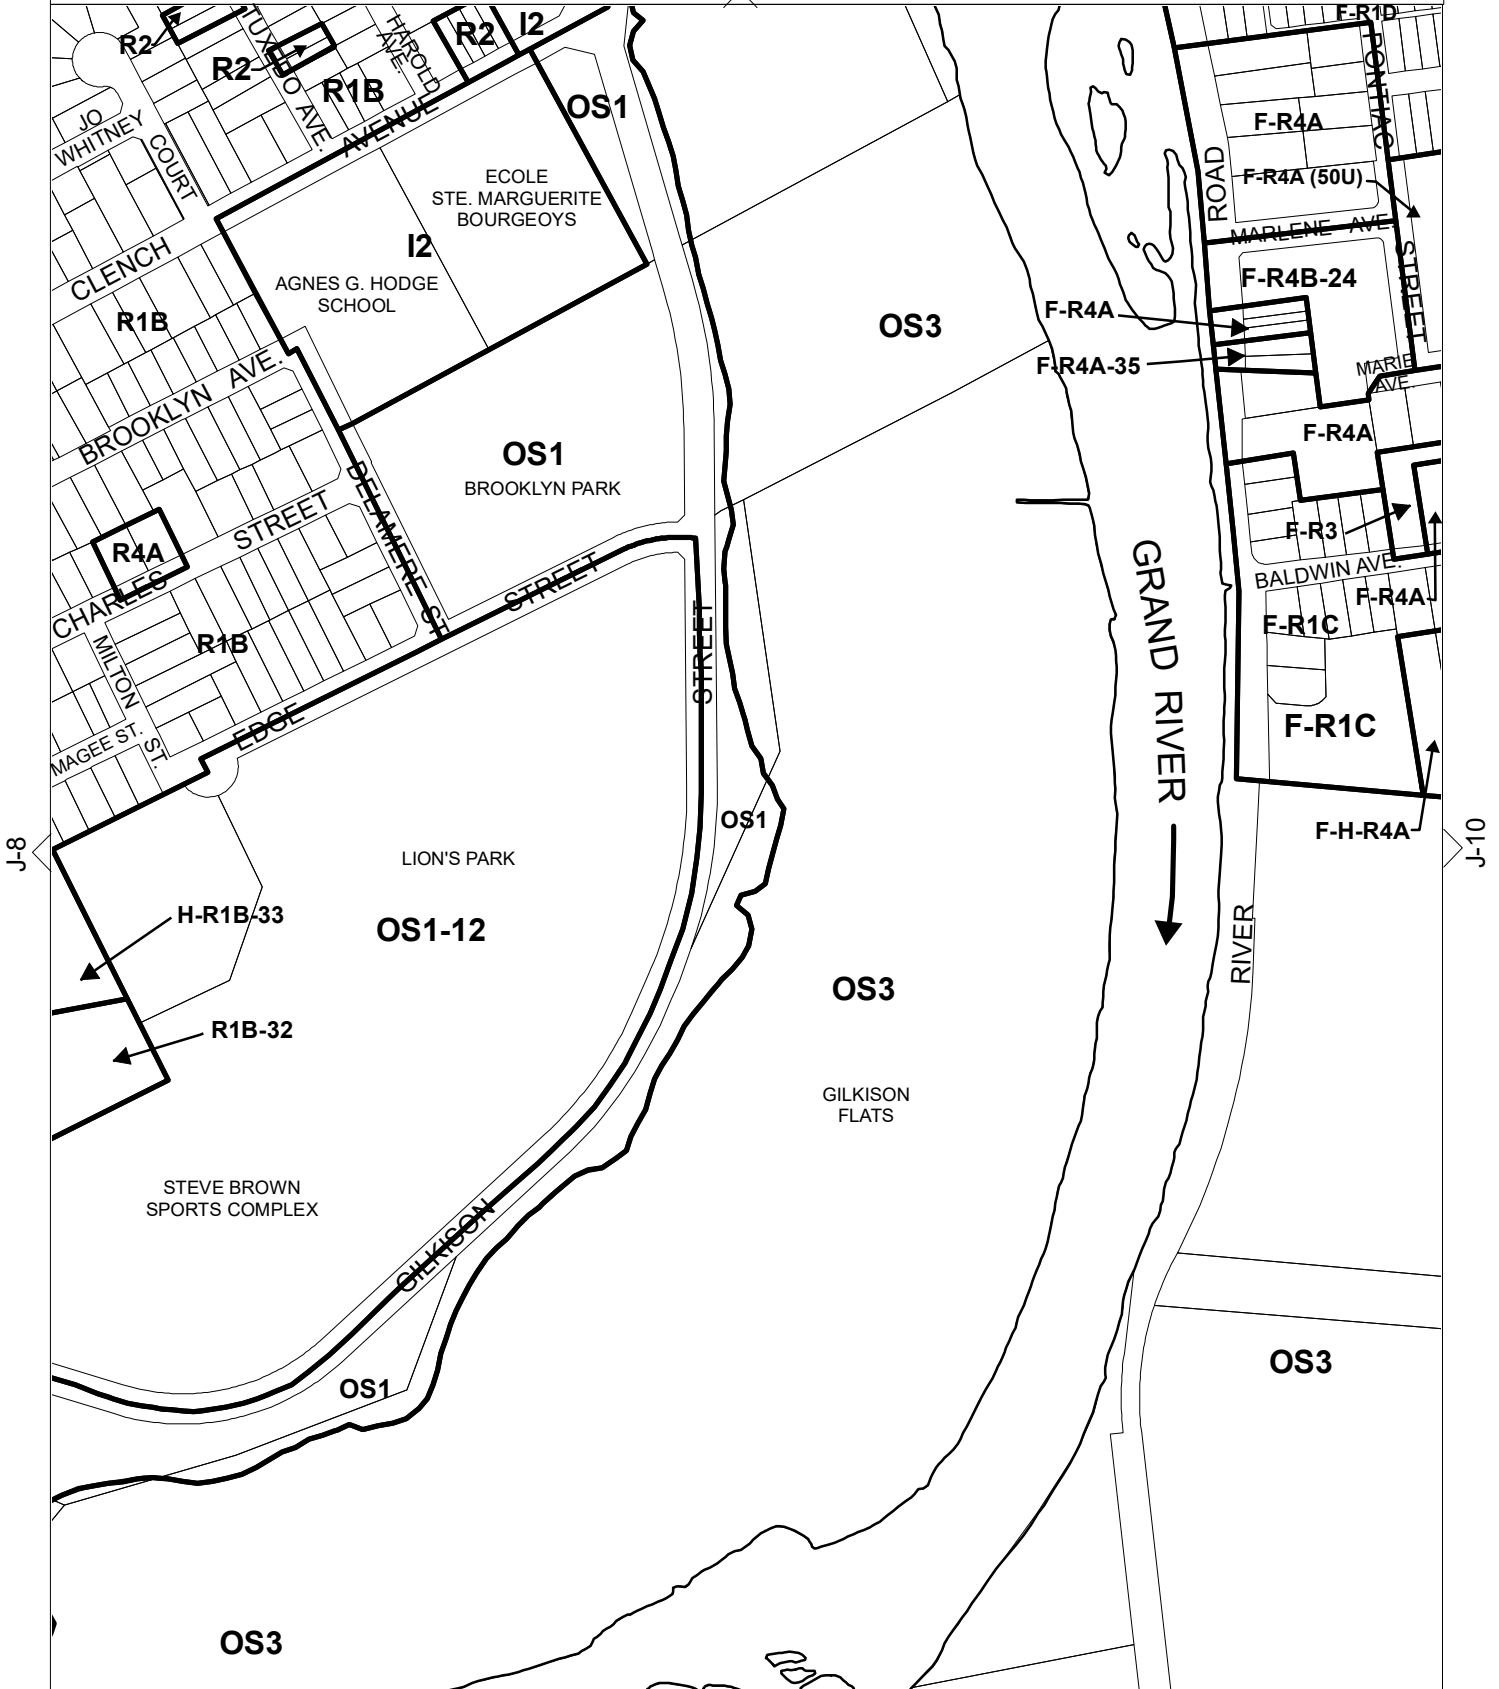 F-R1D
R2
TUXEDO AVE.
HAROLD
AVE.
R2
I2
R2
R1B
OS1
PONTIAC
STREET
JO
WHITNEY
COURT
CLENCH
AVENUE
ECOLE
STE. MARGUERITE
BOURGEOYS
F-R4A
ROAD
F-R4A (50U)
MARLENE AVE.
I2
AGNES G. HODGE
SCHOOL
F-R4B-24
R1B
F-R4A
OS3
F-R4A-35
MARIE
AVE.
BROOKLYN AVE.
F-R4A
OS1
BROOKLYN PARK
DELAMERE ST.
STREET
R4A
CHARLES
F-R3
BALDWIN AVE.
F-R4A
GRAND RIVER
STREET
STREET
R1B
MILTON
ST.
F-R1C
EDGE
MAGEE ST.
F-R1C
OS1
F-H-R4A
J-8
J-10
LION'S PARK
H-R1B-33
OS1-12
RIVER
OS3
R1B-32
GILKISON
FLATS
STEVE BROWN
SPORTS COMPLEX
GILKISON
OS3
OS1
OS3